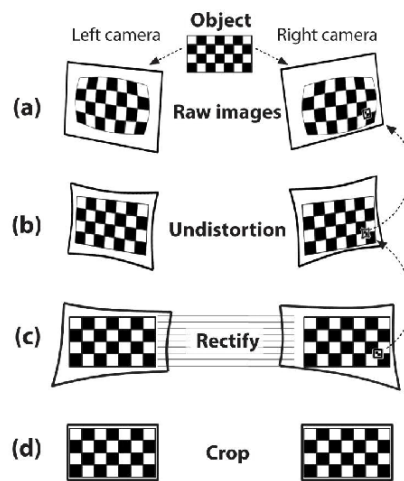 Object
Left camera
Right camera
(a)
Raw images
(b)
Undistortion
(c)
Rectify
(d)
Crop